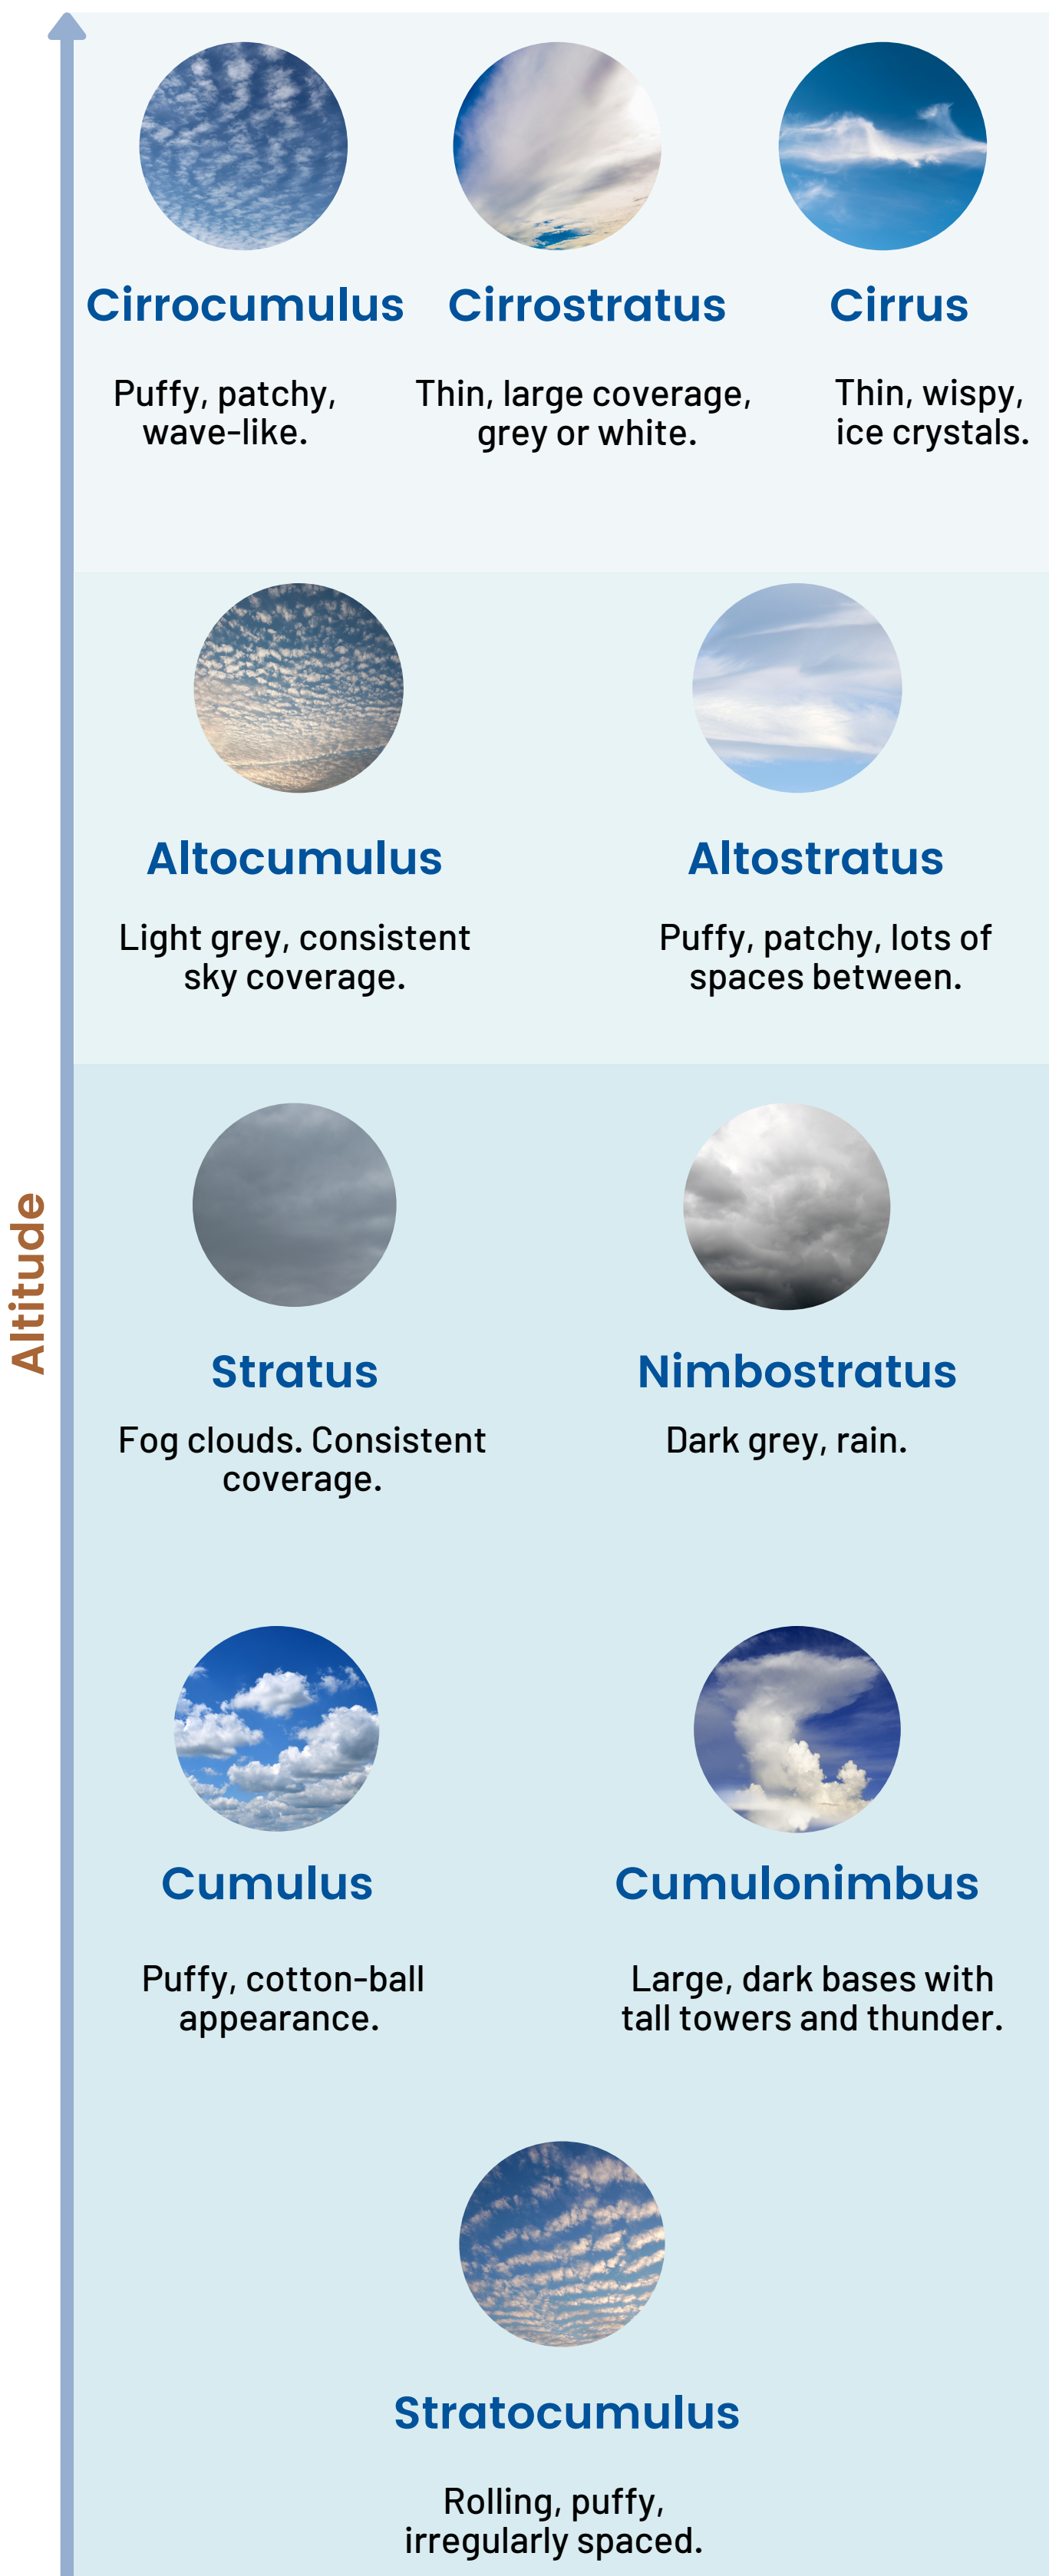 Cirrocumulus
Puffy, patchy,
wave-like.
Cirrostratus
Thin, large coverage,
grey or white.
Cirrus
Thin, wispy,
ice crystals.
Altocumulus
Light grey, consistent
sky coverage.
Altostratus
Puffy, patchy, lots of
spaces between.
Altitude
Stratus
Fog clouds. Consistent
coverage.
Nimbostratus
Dark grey, rain.
Cumulus
Puffy, cotton-ball
appearance.
Cumulonimbus
Large, dark bases with
tall towers and thunder.
Stratocumulus
Rolling, puffy,
irregularly spaced.